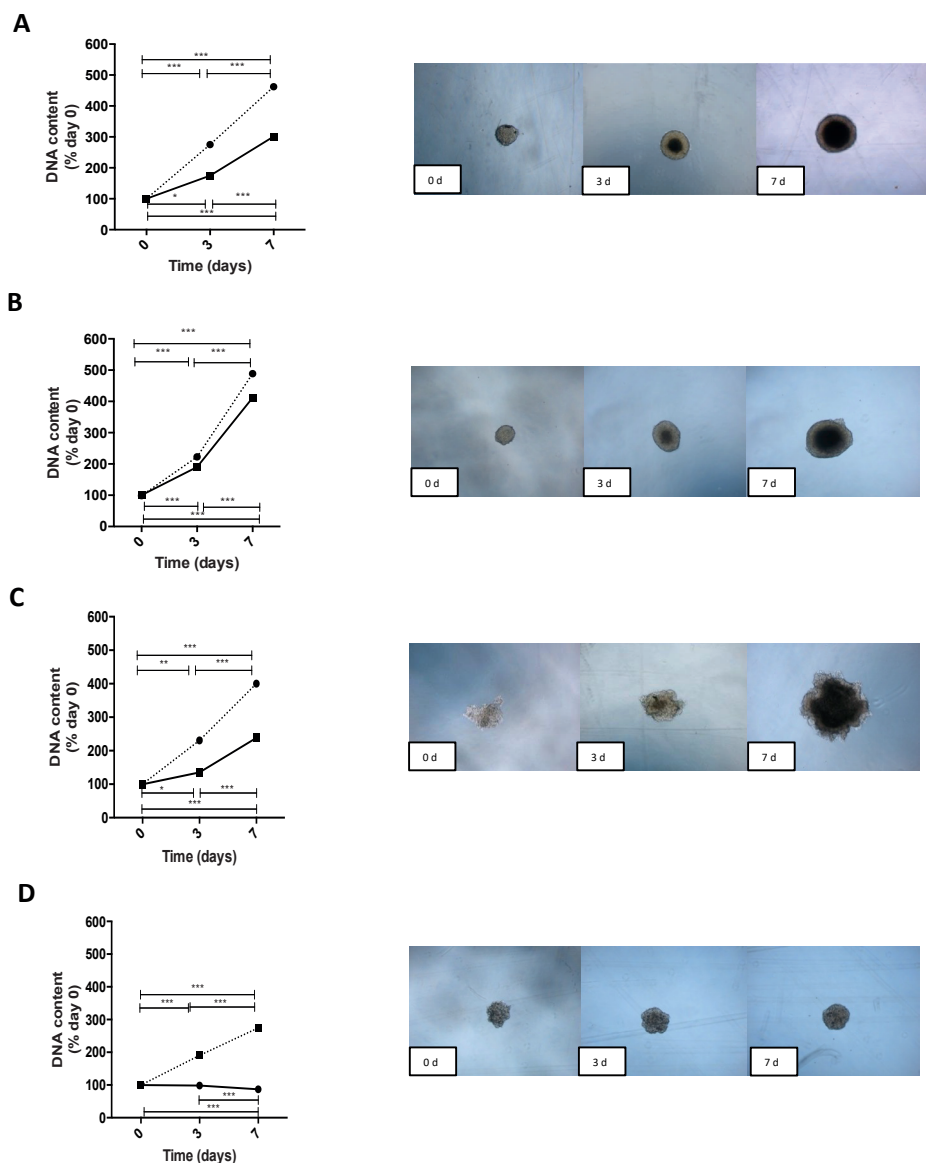 A
600
500
400
300
200
100
0
DNA content
(% day 0)
***
*** ***
* ***
***
0 3 7
Time (days)
0 d 3 d 7 d
B
600
500
400
300
200
100
0
DNA content
(% day 0)
***
*** ***
*** ***
***
0 3 7
Time (days)
0 d 3 d 7 d
C
600
500
400
300
200
100
0
DNA content
(% day 0)
***
** ***
* ***
***
0 3 7
Time (days)
0 d 3 d 7 d
D
600
500
400
300
200
100
0
DNA content
(% day 0)
***
*** ***
***
***
0 3 7
Time (days)
0 d 3 d 7 d